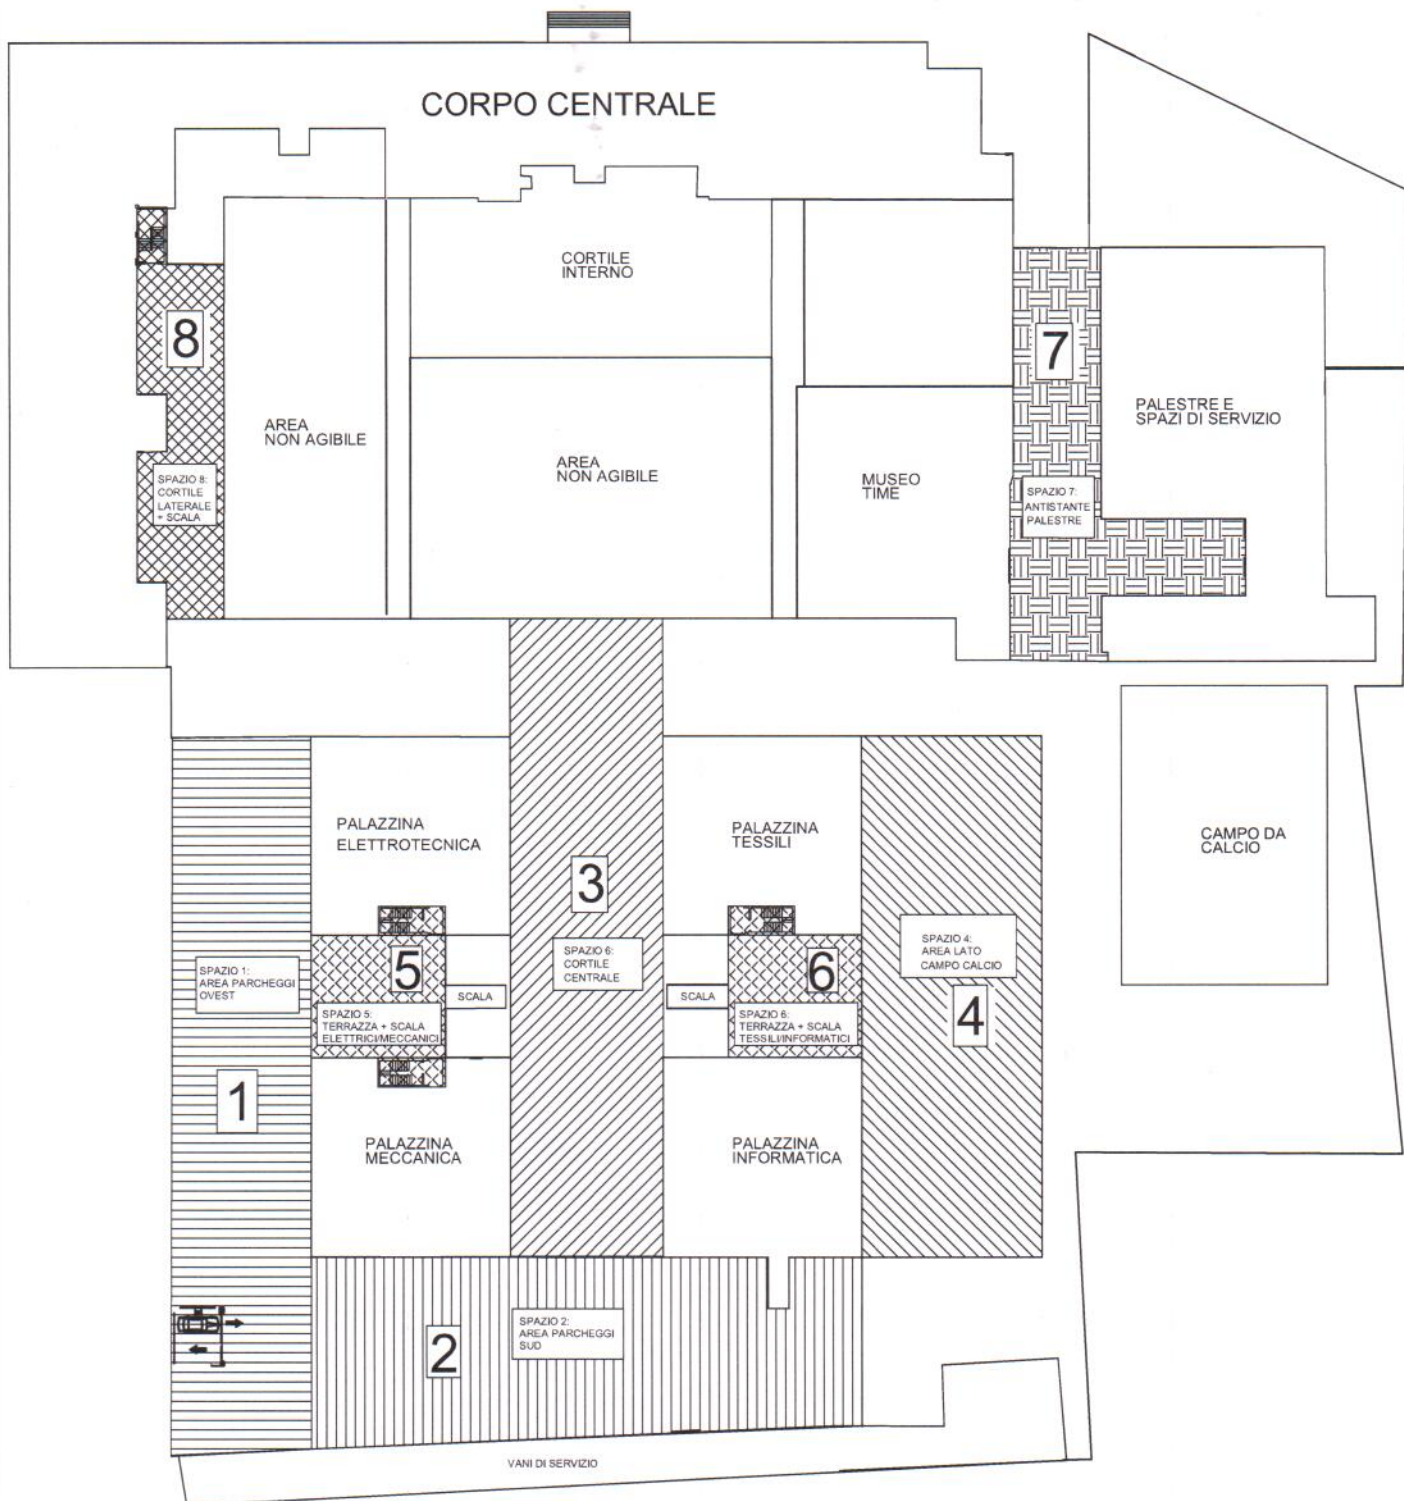 CORPO CENTRALE
CORTILE
INTERNO
8
7
AREA
NON AGIBILE
PALESTRE E
SPAZI DI SERVIZIO
AREA
NON AGIBILE
MUSEO
TIME
SPAZIO 8:
CORTILE
LATERALE
+ SCALA
SPAZIO 7:
ANTISTANTE
PALESTRE
PALAZZINA
ELETTROTECNICA
PALAZZINA
TESSILI
CAMPO DA
CALCIO
3
SPAZIO 6:
CORTILE
CENTRALE
SPAZIO 4:
AREA LATO
CAMPO CALCIO
4
SPAZIO 1:
AREA PARCHEGGI
OVEST
5
SCALA
SCALA
6
SPAZIO 5:
TERRAZZA + SCALA
ELETTRICI/MECCANICI
SPAZIO 6:
TERRAZZA + SCALA
TESSILI/INFORMATICI
1
PALAZZINA
MECCANICA
PALAZZINA
INFORMATICA
2
SPAZIO 2:
AREA PARCHEGGI
SUD
VANI DI SERVIZIO